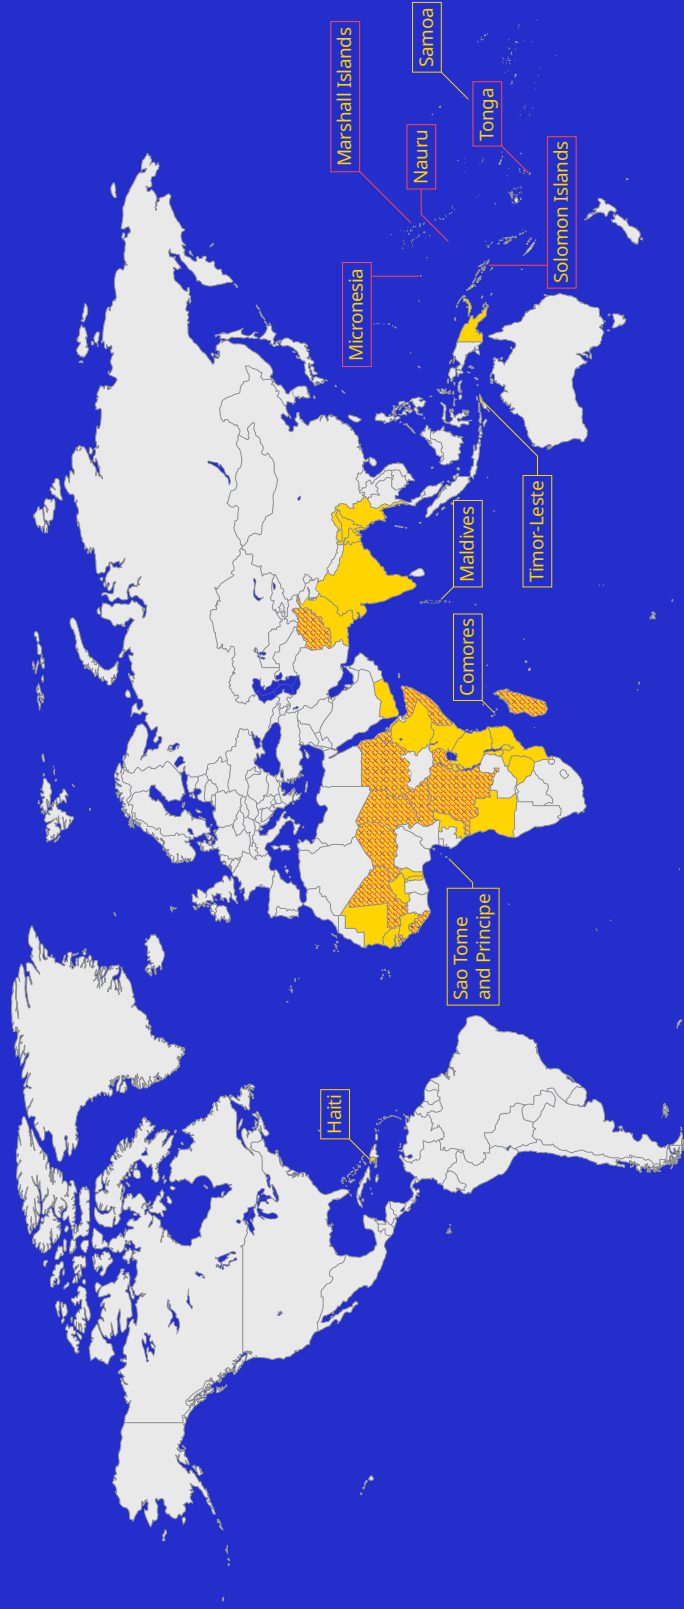 Samoa
Marshall Islands
Tonga
Nauru
Solomon Islands
Micronesia
Timor-Leste
Maldives
Comores
Sao Tome
and Principe
Haiti